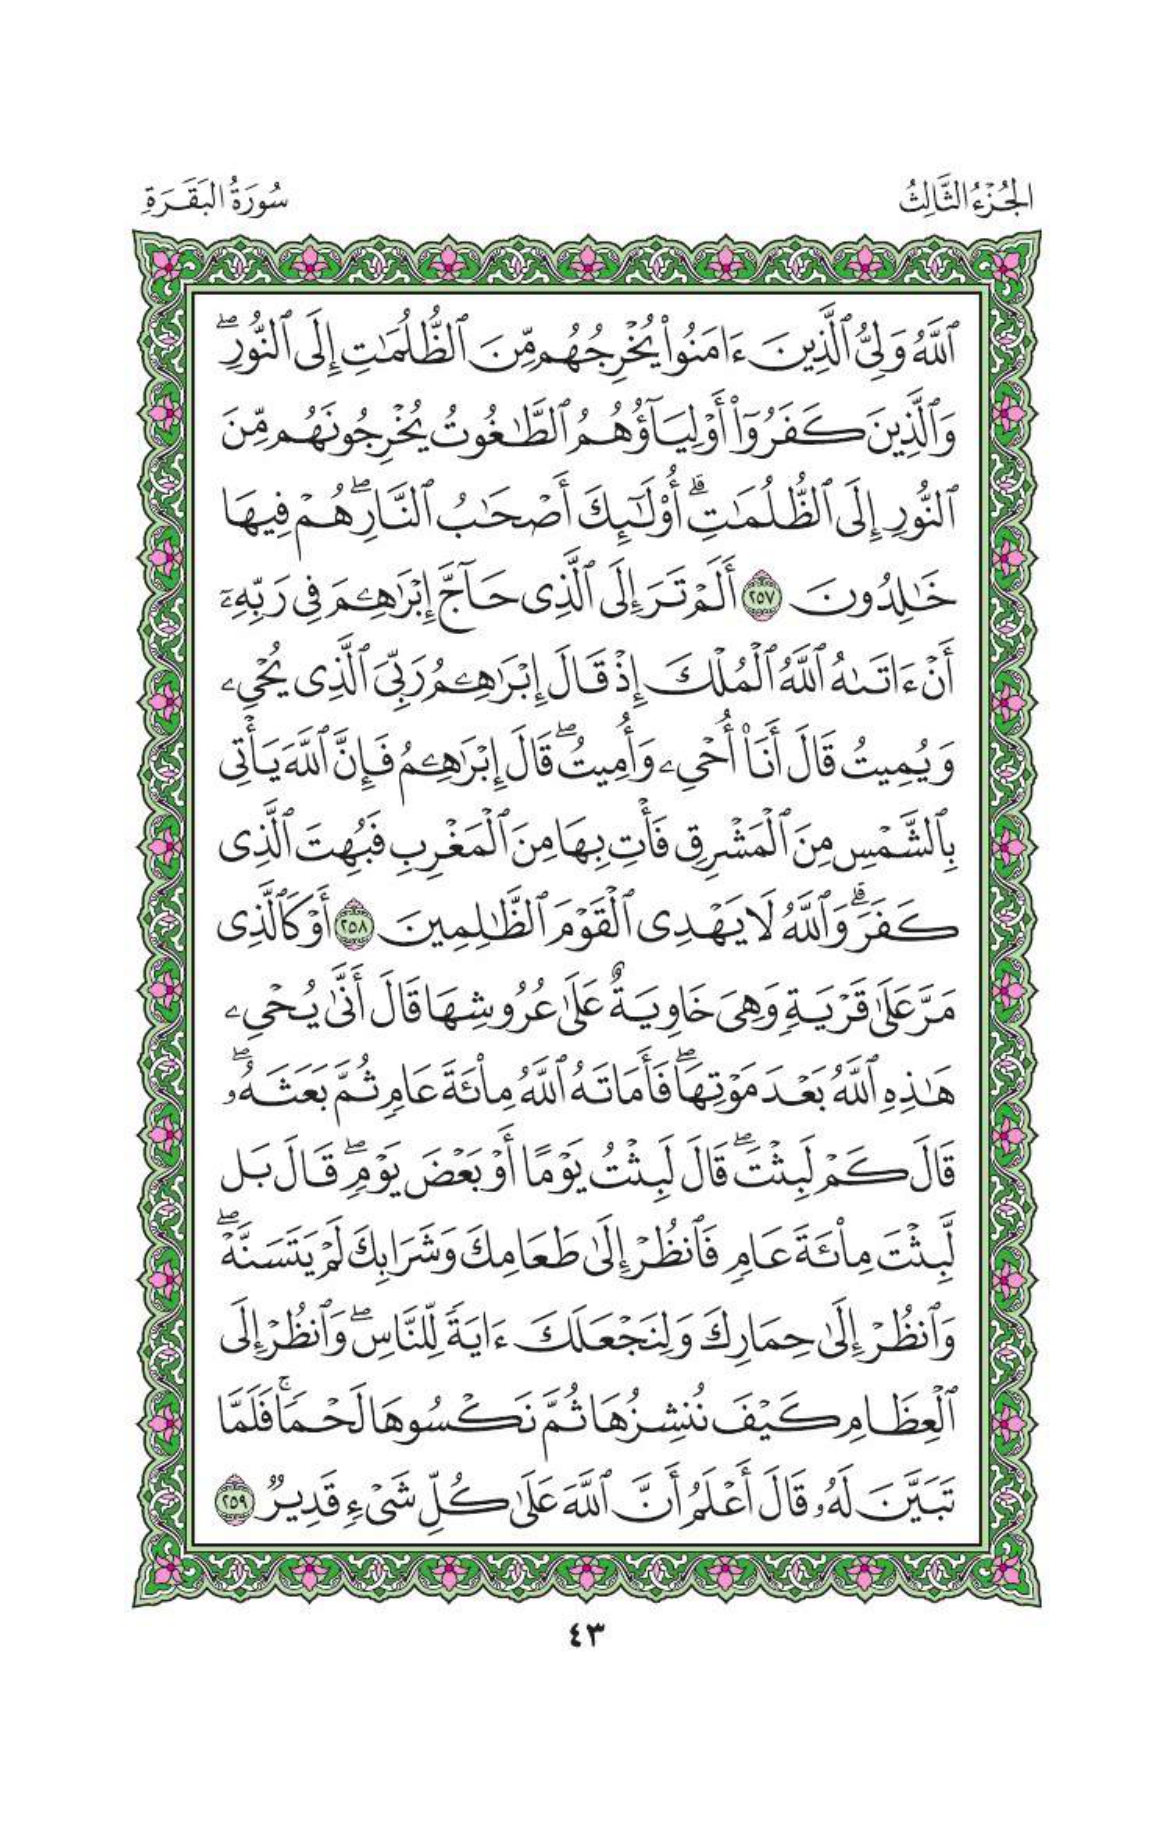 الجُزْءُ الثَّالِثُ
سُورَةُ البَقَرَةِ
ٱللَّهُ وَلِيُّ ٱلَّذِينَ ءَامَنُوا۟ يُخْرِجُهُم مِّنَ ٱلظُّلُمَٰتِ إِلَى ٱلنُّورِۖ
وَٱلَّذِينَ كَفَرُوٓا۟ أَوْلِيَآؤُهُمُ ٱلطَّٰغُوتُ يُخْرِجُونَهُم مِّنَ
ٱلنُّورِ إِلَى ٱلظُّلُمَٰتِۗ أُو۟لَٰٓئِكَ أَصْحَٰبُ ٱلنَّارِۖ هُمْ فِيهَا
خَٰلِدُونَ ٢٥٧ أَلَمْ تَرَ إِلَى ٱلَّذِى حَآجَّ إِبْرَٰهِۦمَ فِى رَبِّهِۦٓ
أَنْ ءَاتَىٰهُ ٱللَّهُ ٱلْمُلْكَ إِذْ قَالَ إِبْرَٰهِۦمُ رَبِّىَ ٱلَّذِى يُحْىِۦ
وَيُمِيتُ قَالَ أَنَا۠ أُحْىِۦ وَأُمِيتُۖ قَالَ إِبْرَٰهِۦمُ فَإِنَّ ٱللَّهَ يَأْتِى
بِٱلشَّمْسِ مِنَ ٱلْمَشْرِقِ فَأْتِ بِهَا مِنَ ٱلْمَغْرِبِ فَبُهِتَ ٱلَّذِى
كَفَرَۗ وَٱللَّهُ لَا يَهْدِى ٱلْقَوْمَ ٱلظَّٰلِمِينَ ٢٥٨ أَوْ كَٱلَّذِى
مَرَّ عَلَىٰ قَرْيَةٍ وَهِىَ خَاوِيَةٌ عَلَىٰ عُرُوشِهَا قَالَ أَنَّىٰ يُحْىِۦ
هَٰذِهِ ٱللَّهُ بَعْدَ مَوْتِهَاۖ فَأَمَاتَهُ ٱللَّهُ مِا۟ئَةَ عَامٍ ثُمَّ بَعَثَهُۥۖ
قَالَ كَمْ لَبِثْتَۖ قَالَ لَبِثْتُ يَوْمًا أَوْ بَعْضَ يَوْمٍۖ قَالَ بَل
لَّبِثْتَ مِا۟ئَةَ عَامٍ فَٱنظُرْ إِلَىٰ طَعَامِكَ وَشَرَابِكَ لَمْ يَتَسَنَّهْۖ
وَٱنظُرْ إِلَىٰ حِمَارِكَ وَلِنَجْعَلَكَ ءَايَةً لِّلنَّاسِۖ وَٱنظُرْ إِلَى
ٱلْعِظَامِ كَيْفَ نُنشِزُهَا ثُمَّ نَكْسُوهَا لَحْمًاۚ فَلَمَّا
تَبَيَّنَ لَهُۥ قَالَ أَعْلَمُ أَنَّ ٱللَّهَ عَلَىٰ كُلِّ شَىْءٍ قَدِيرٌ ٢٥٩
٤٣